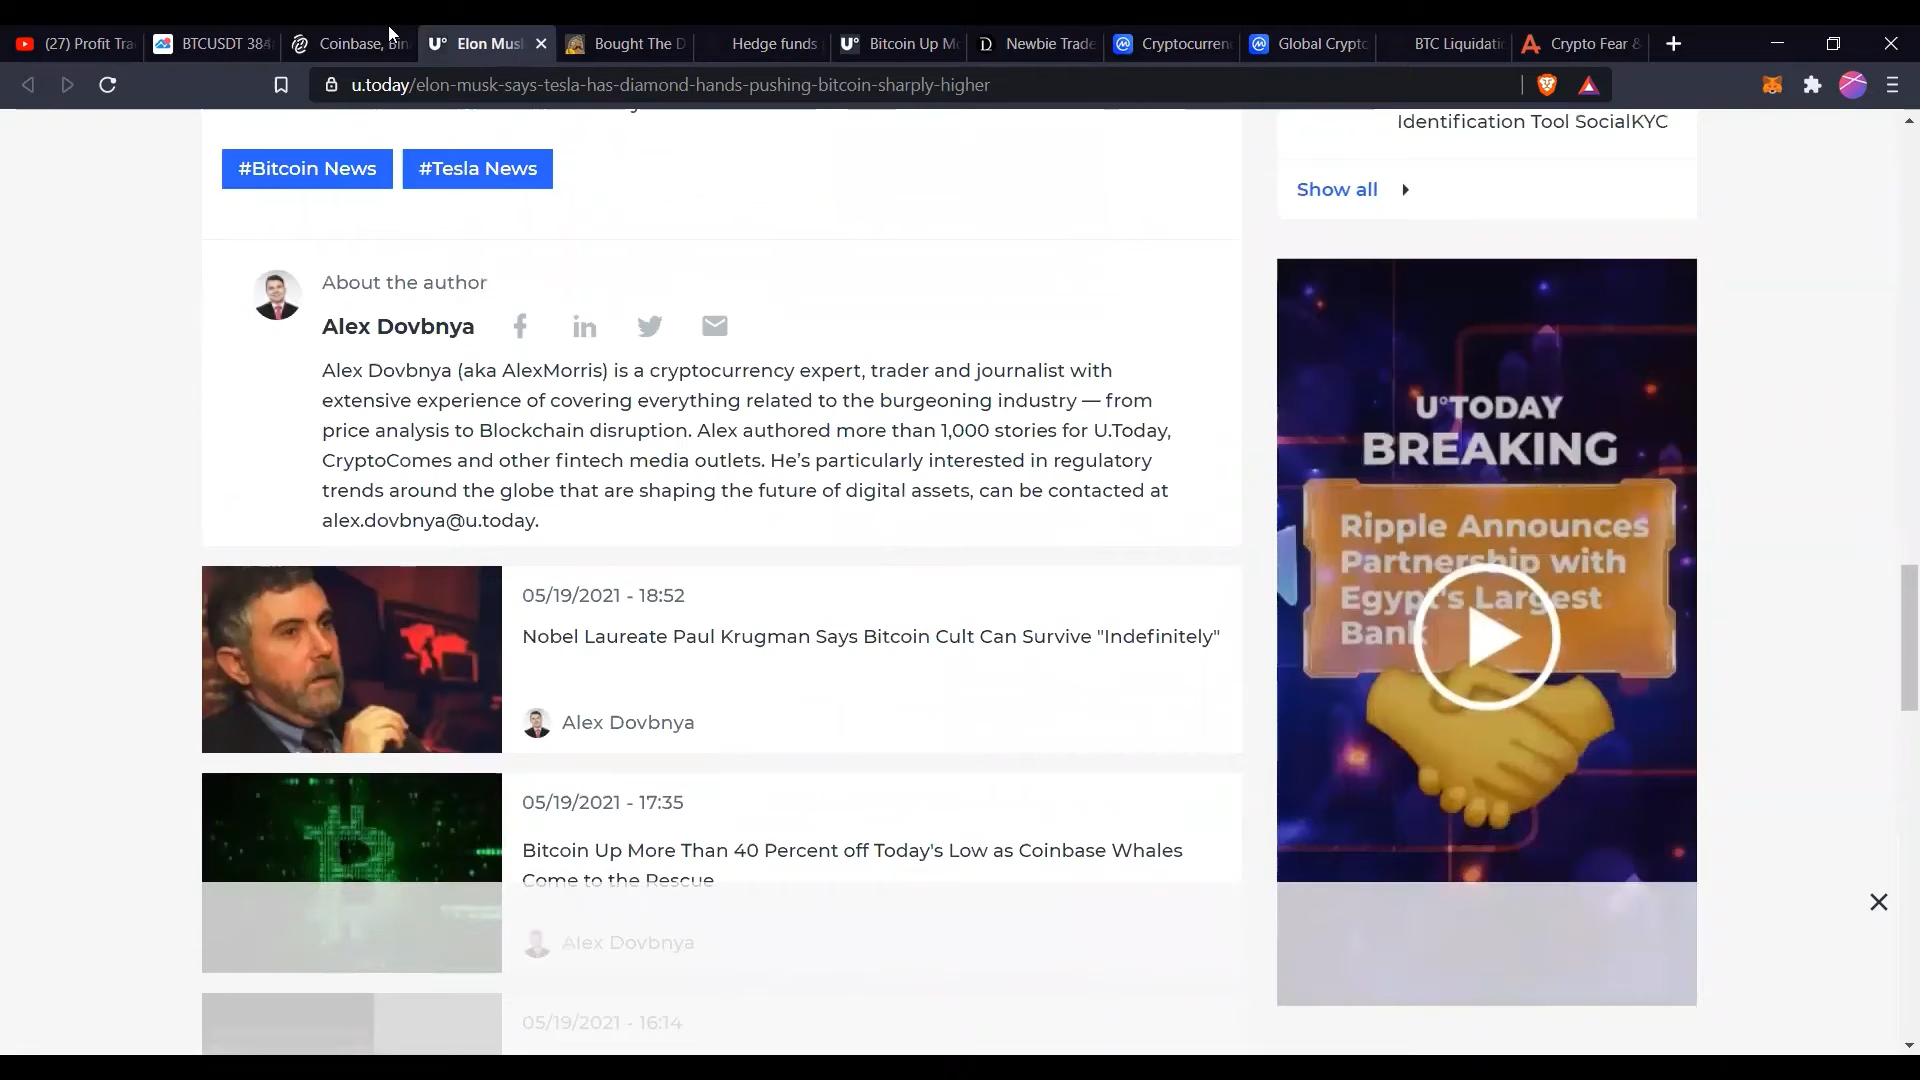 (27) Profit Tra
BTCUSDT 384
Coinbase, Bin
U° Elon Mus
Bought The D
Hedge funds
U° Bitcoin Up Mo
Newbie Trade
Cryptocurren
Global Crypto
BTC Liquidati
Crypto Fear &
u.today/elon-musk-says-tesla-has-diamond-hands-pushing-bitcoin-sharply-higher
#Bitcoin News
#Tesla News
About the author
Alex Dovbnya
Alex Dovbnya (aka AlexMorris) is a cryptocurrency expert, trader and journalist with
extensive experience of covering everything related to the burgeoning industry — from
price analysis to Blockchain disruption. Alex authored more than 1,000 stories for U.Today,
CryptoComes and other fintech media outlets. He’s particularly interested in regulatory
trends around the globe that are shaping the future of digital assets, can be contacted at
alex.dovbnya@u.today.
05/19/2021 - 18:52
Nobel Laureate Paul Krugman Says Bitcoin Cult Can Survive "Indefinitely"
Alex Dovbnya
05/19/2021 - 17:35
Bitcoin Up More Than 40 Percent off Today's Low as Coinbase Whales
Come to the Rescue
Alex Dovbnya
05/19/2021 - 16:14
Identification Tool SocialKYC
Show all
U°TODAY
BREAKING
Ripple Announces
Partnership with
Egypt's Largest
Bank